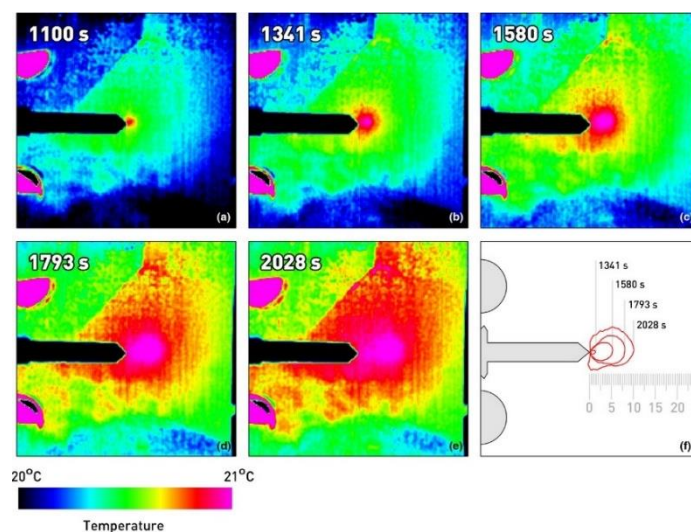 1100 s
(a)
1341 s
(b)
1580 s
(c)
1793 s
(d)
2028 s
(e)
1341 s
1580 s
1793 s
2028 s
0 5 10 15 20
(f)
20°C 21°C
Temperature